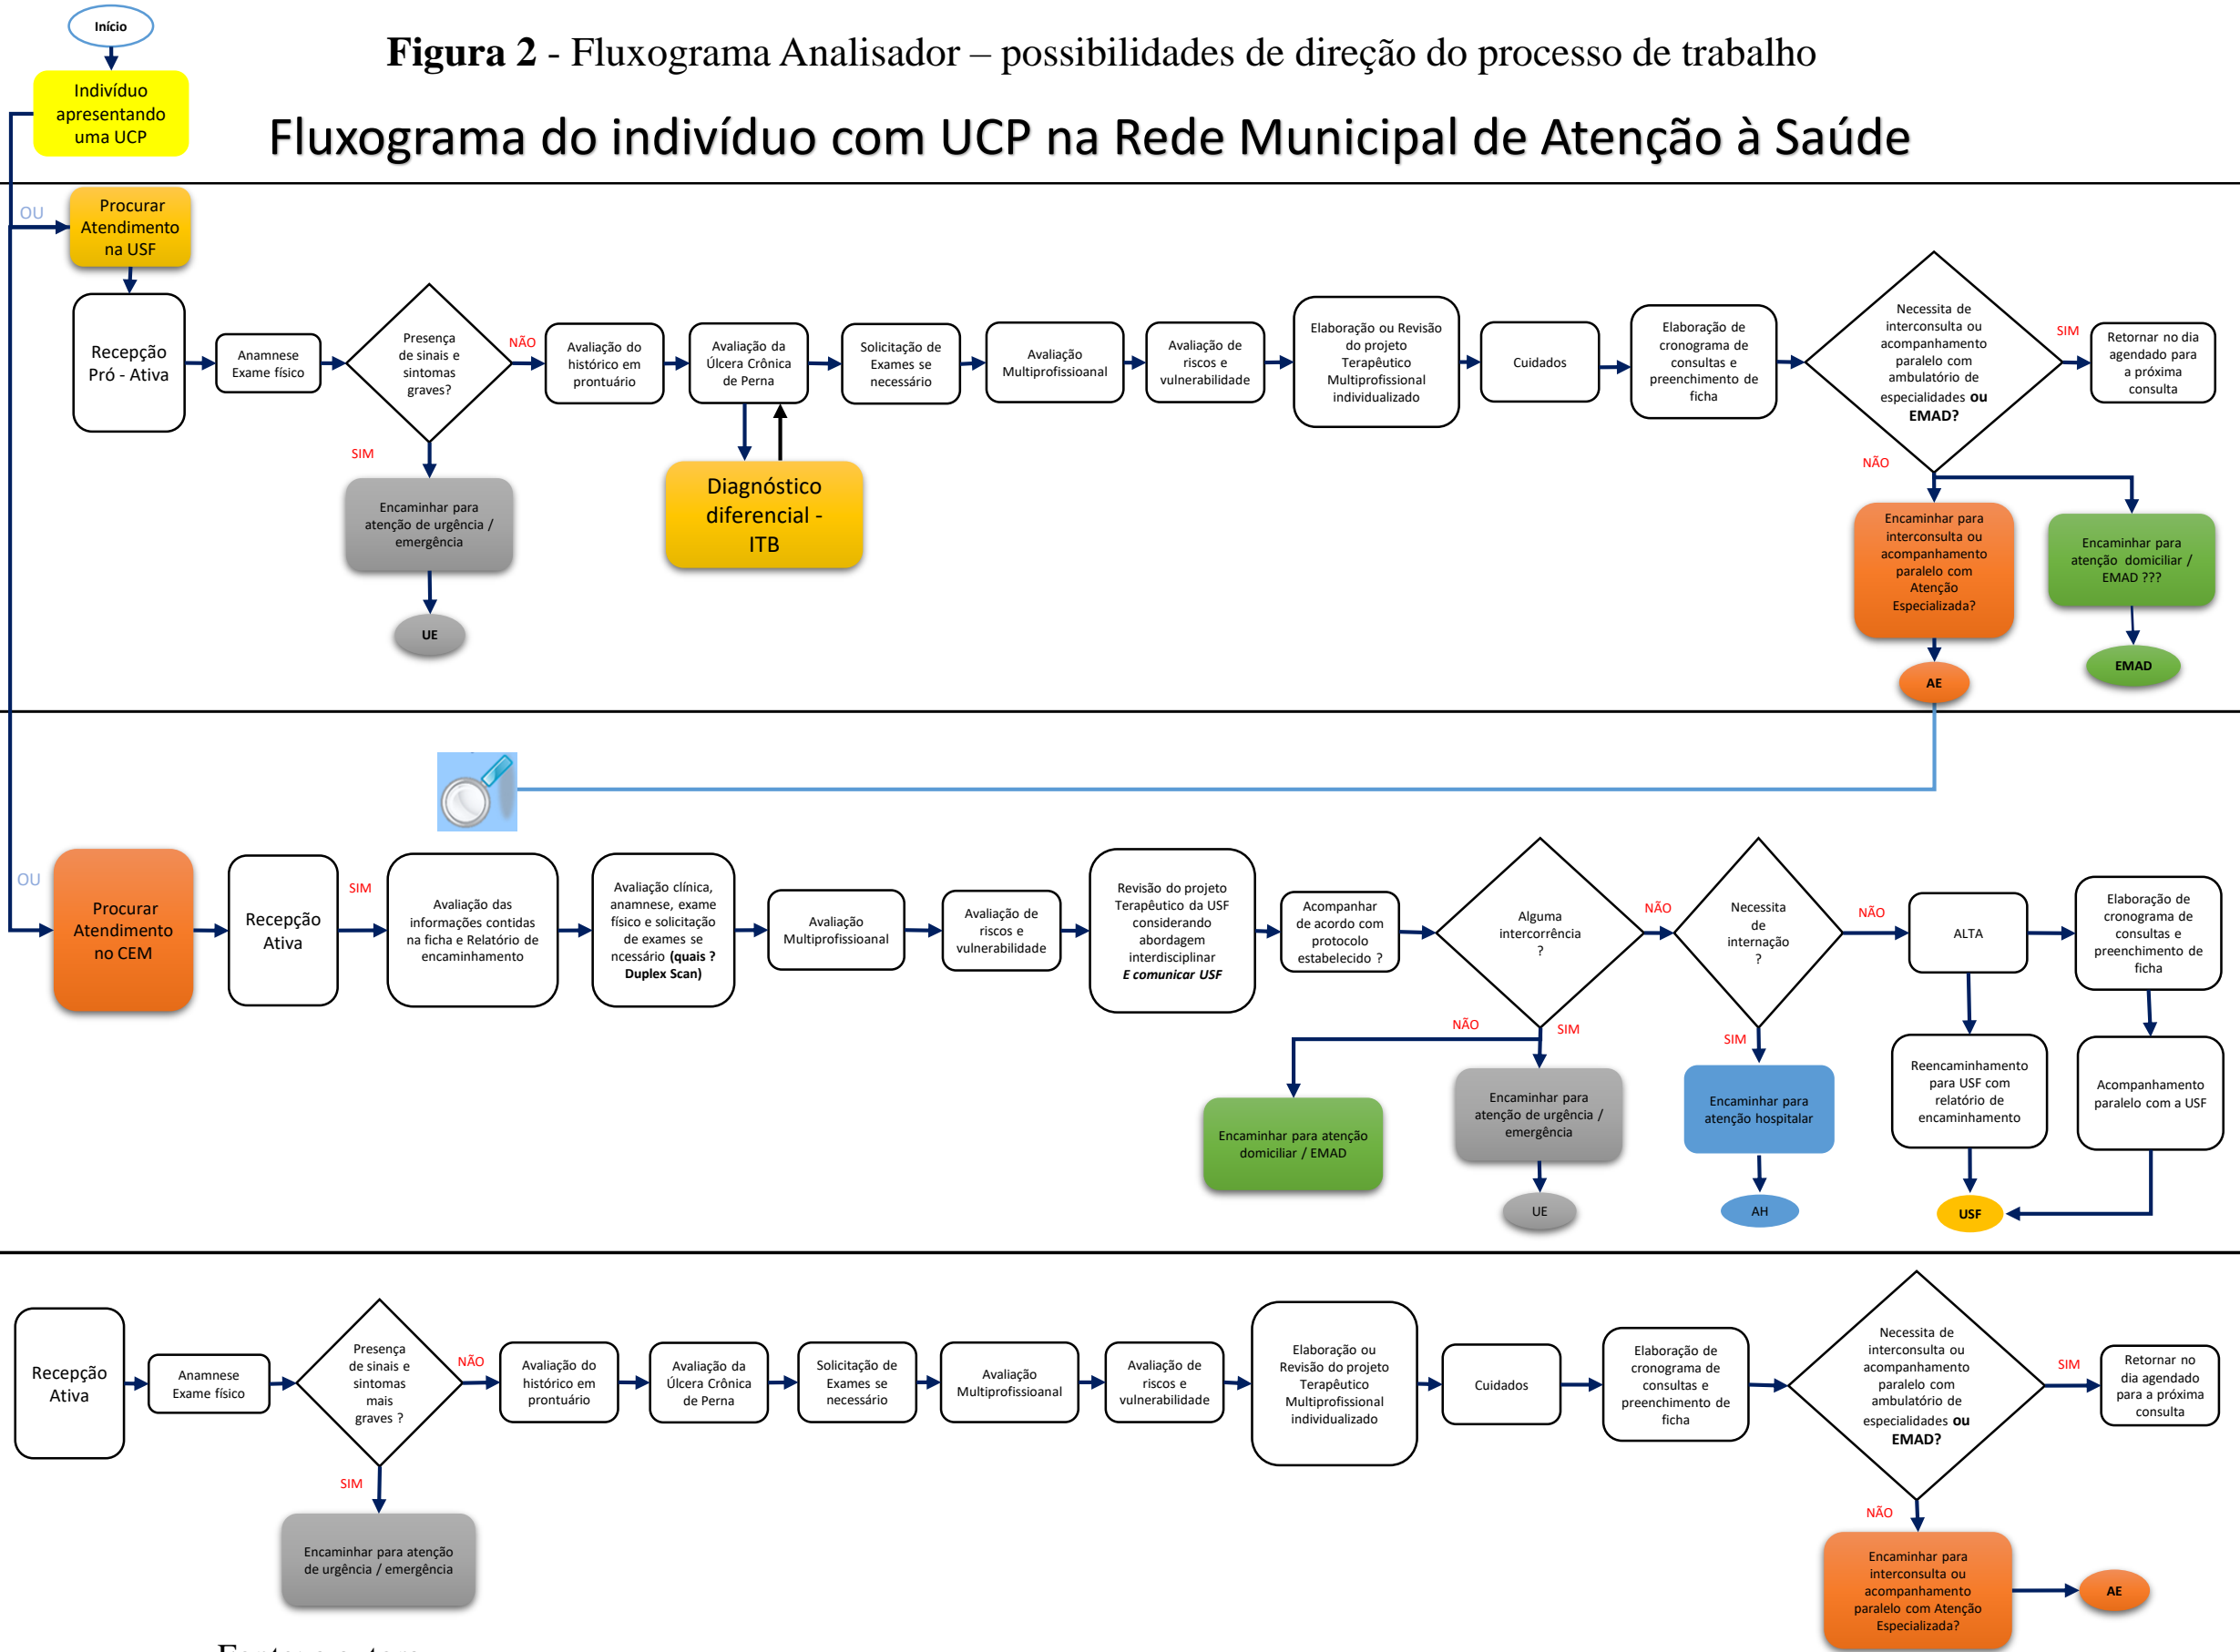 Início
Figura 2 - Fluxograma Analisador – possibilidades de direção do processo de trabalho
Indivíduo
apresentando
uma UCP
Fluxograma do indivíduo com UCP na Rede Municipal de Atenção à Saúde
OU
Procurar
Atendimento
na USF
Recepção
Pró - Ativa
Anamnese
Exame físico
Presença
de sinais e
sintomas
graves?
NÃO
SIM
Encaminhar para
atenção de urgência /
emergência
UE
Avaliação do
histórico em
prontuário
Avaliação da
Úlcera Crônica
de Perna
Diagnóstico
diferencial -
ITB
Solicitação de
Exames se
necessário
Avaliação
Multiprofissioanal
Avaliação de
riscos e
vulnerabilidade
Elaboração ou Revisão
do projeto
Terapêutico
Multiprofissional
individualizado
Cuidados
Elaboração de
cronograma de
consultas e
preenchimento de
ficha
Necessita de
interconsulta ou
acompanhamento
paralelo com
ambulatório de
especialidades ou
EMAD?
SIM
Retornar no dia
agendado para
a próxima
consulta
NÃO
Encaminhar para
interconsulta ou
acompanhamento
paralelo com
Atenção
Especializada?
AE
Encaminhar para
atenção domiciliar /
EMAD ???
EMAD
OU
Procurar
Atendimento
no CEM
Recepção
Ativa
SIM
Avaliação das
informações contidas
na ficha e Relatório de
encaminhamento
Avaliação clínica,
anamnese, exame
físico e solicitação
de exames se
ncessário (quais ?
Duplex Scan)
Avaliação
Multiprofissioanal
Avaliação de
riscos e
vulnerabilidade
Revisão do projeto
Terapêutico da USF
considerando
abordagem
interdisciplinar
E comunicar USF
Acompanhar
de acordo com
protocolo
estabelecido ?
Alguma
intercorrência
?
NÃO
NÃO
SIM
Encaminhar para atenção
domiciliar / EMAD
Encaminhar para
atenção de urgência /
emergência
UE
Necessita
de
internação
?
NÃO
SIM
Encaminhar para
atenção hospitalar
AH
ALTA
Reencaminhamento
para USF com
relatório de
encaminhamento
USF
Elaboração de
cronograma de
consultas e
preenchimento de
ficha
Acompanhamento
paralelo com a USF
Recepção
Ativa
Anamnese
Exame físico
Presença
de sinais e
sintomas
mais
graves ?
NÃO
SIM
Encaminhar para atenção
de urgência / emergência
Avaliação do
histórico em
prontuário
Avaliação da
Úlcera Crônica
de Perna
Solicitação de
Exames se
necessário
Avaliação
Multiprofissioanal
Avaliação de
riscos e
vulnerabilidade
Elaboração ou
Revisão do projeto
Terapêutico
Multiprofissional
individualizado
Cuidados
Elaboração de
cronograma de
consultas e
preenchimento de
ficha
Necessita de
interconsulta ou
acompanhamento
paralelo com
ambulatório de
especialidades ou
EMAD?
SIM
Retornar no
dia agendado
para a próxima
consulta
NÃO
Encaminhar para
interconsulta ou
acompanhamento
paralelo com Atenção
Especializada?
AE